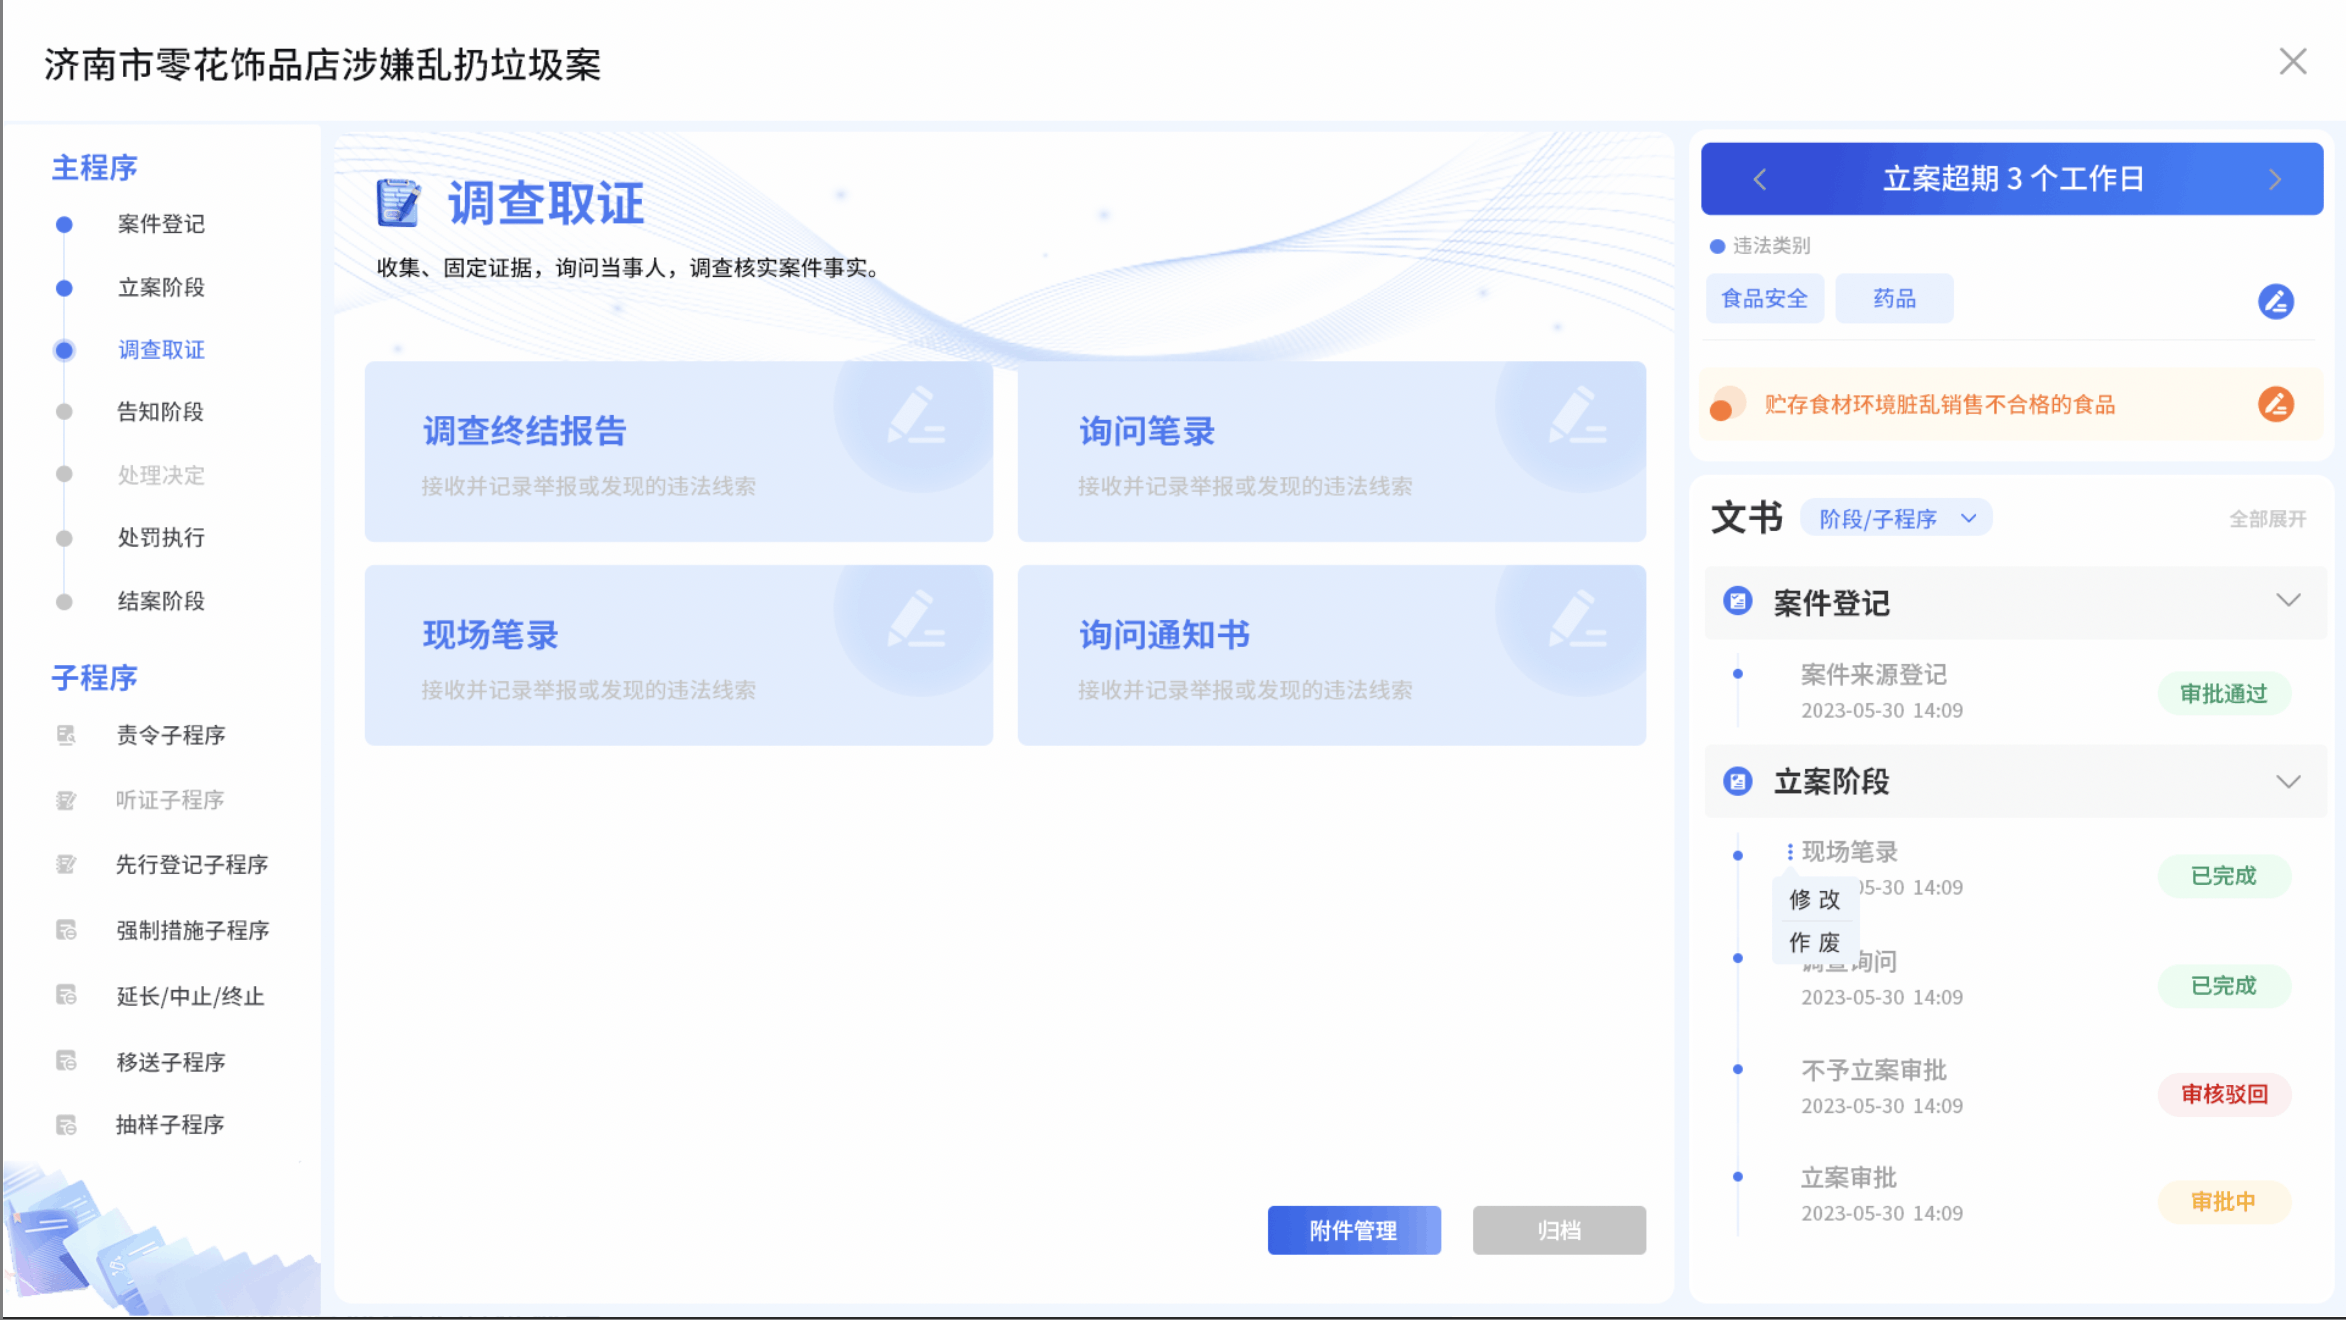 济南市零花饰品店涉嫌乱扔垃圾案
主程序
案件登记
立案阶段
调查取证
告知阶段
处理决定
处罚执行
结案阶段
子程序
责令子程序
听证子程序
先行登记子程序
强制措施子程序
延长/中止/终止
移送子程序
抽样子程序
调查取证
收集、固定证据，询问当事人，调查核实案件事实。
调查终结报告
接收并记录举报或发现的违法线索
询问笔录
接收并记录举报或发现的违法线索
现场笔录
接收并记录举报或发现的违法线索
询问通知书
接收并记录举报或发现的违法线索
附件管理
归档
立案超期 3 个工作日
违法类别
食品安全
药品
贮存食材环境脏乱销售不合格的食品
文书
阶段/子程序
全部展开
案件登记
案件来源登记
2023-05-30 14:09
审批通过
立案阶段
现场笔录
05-30 14:09
已完成
修 改
作 废
调查询问
2023-05-30 14:09
已完成
不予立案审批
2023-05-30 14:09
审核驳回
立案审批
2023-05-30 14:09
审批中